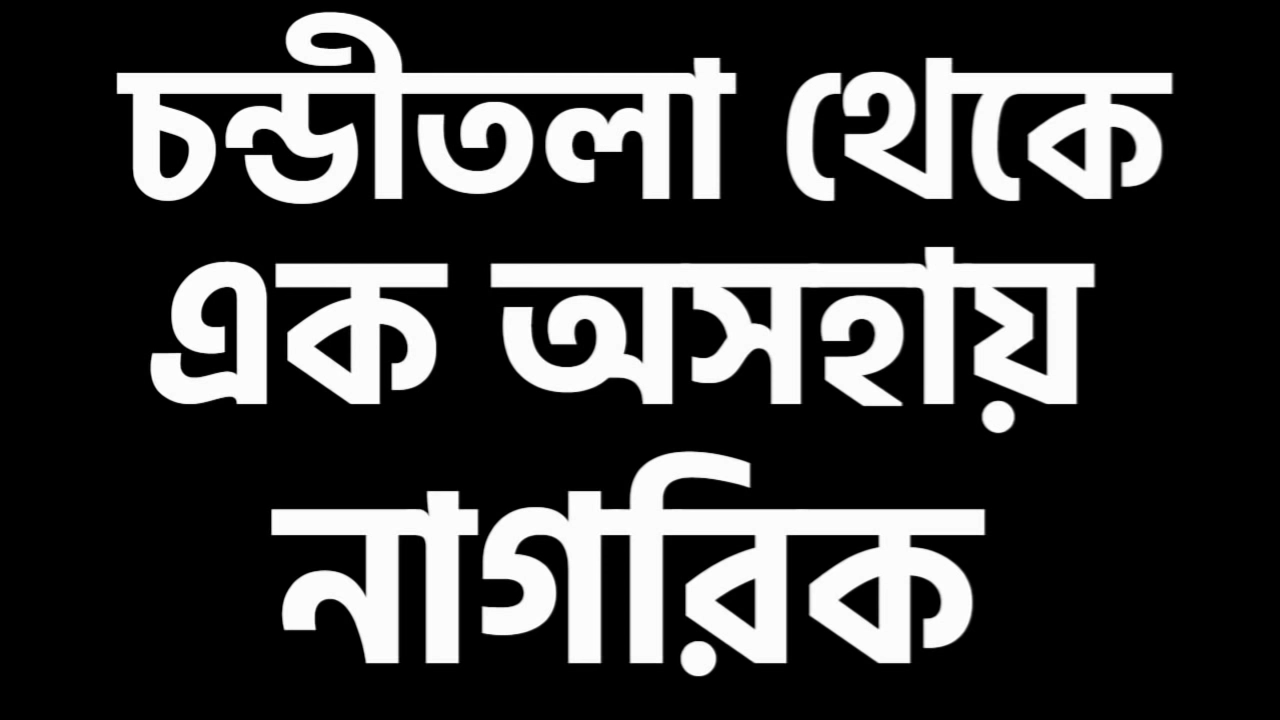 চন্ডীতলা থেকে
এক অসহায়
নাগরিক